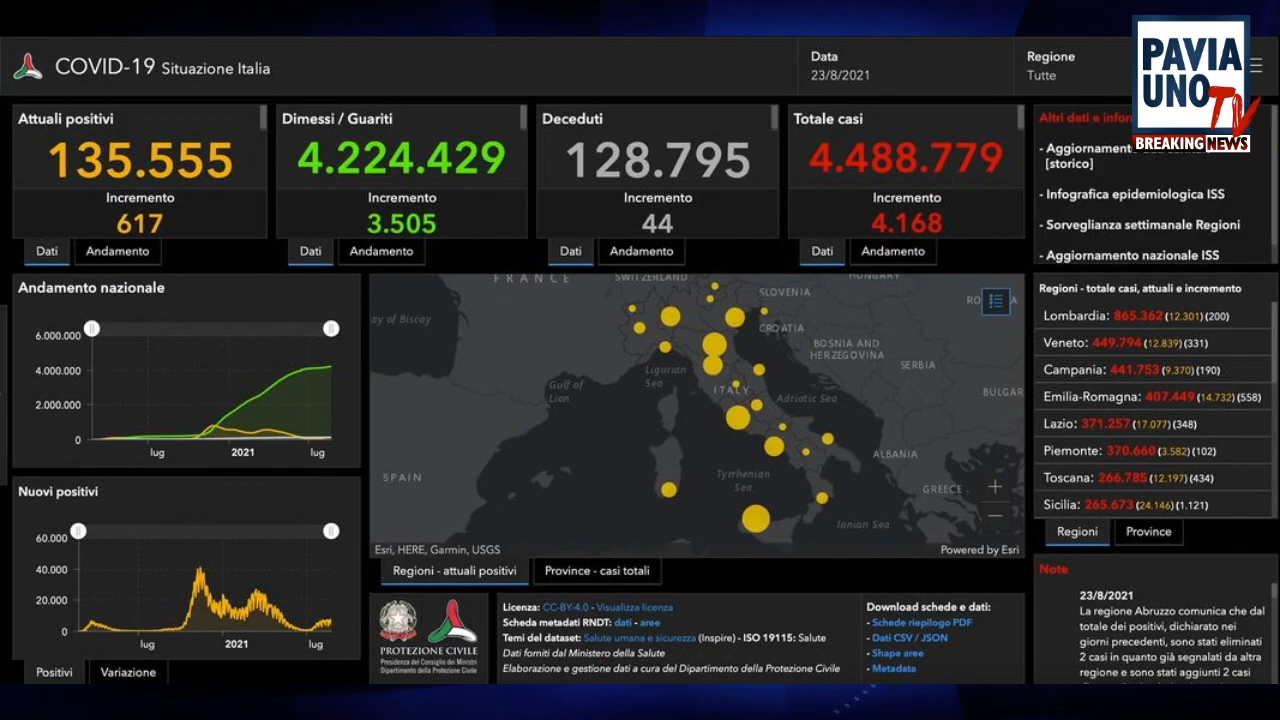 PAVIA
UNO TV
BREAKING NEWS
COVID-19 Situazione Italia
Data
23/8/2021
Regione
Tutte
Attuali positivi
135.555
Incremento
617
Dati
Andamento
Dimessi / Guariti
4.224.429
Incremento
3.505
Dati
Andamento
Deceduti
128.795
Incremento
44
Dati
Andamento
Totale casi
4.488.779
Incremento
4.168
Dati
Andamento
Altri dati e
- Aggiornamento
[storico]
- Infografica epidemiologica ISS
- Sorveglianza settimanale Regioni
- Aggiornamento nazionale ISS
Andamento nazionale
6.000.000
4.000.000
2.000.000
0
lug
2021
lug
Nuovi positivi
60.000
40.000
20.000
0
lug
2021
lug
Positivi
Variazione
FRANCE
SWITZERLAND
HUNGARY
SLOVENIA
ay of Biscay
CROATIA
BOSNIA AND
HERZEGOVINA
SERBIA
Ligurian
Sea
Gulf of
Lion
ITALY
Adriatic Sea
BULGAR
ALBANIA
SPAIN
Tyrrhenian
Sea
GREECE
Ionian Sea
Esri, HERE, Garmin, USGS
Powered by Esri
Regioni - attuali positivi
Province - casi totali
Regioni - totale casi, attuali e incremento
Lombardia: 865.362 (12.301) (200)
Veneto: 449.794 (12.839) (331)
Campania: 441.753 (9.370) (190)
Emilia-Romagna: 407.449 (14.732) (558)
Lazio: 371.257 (17.077) (348)
Piemonte: 370.660 (3.582) (102)
Toscana: 266.785 (12.197) (434)
Sicilia: 265.673 (24.146) (1.121)
Regioni
Province
PROTEZIONE CIVILE
Presidenza del Consiglio dei Ministri
Dipartimento della Protezione Civile
Licenza: CC-BY-4.0 - Visualizza licenza
Scheda metadati RNDT: dati - aree
Temi del dataset: Salute umana e sicurezza (Inspire) - ISO 19115: Salute
Dati forniti dal Ministero della Salute
Elaborazione e gestione dati a cura del Dipartimento della Protezione Civile
Download schede e dati:
- Schede riepilogo PDF
- Dati CSV / JSON
- Shape aree
- Metadata
Note
23/8/2021
La regione Abruzzo comunica che dal
totale dei positivi, dichiarato nei
giorni precedenti, sono stati eliminati
2 casi in quanto già segnalati da altra
regione e sono stati aggiunti 2 casi